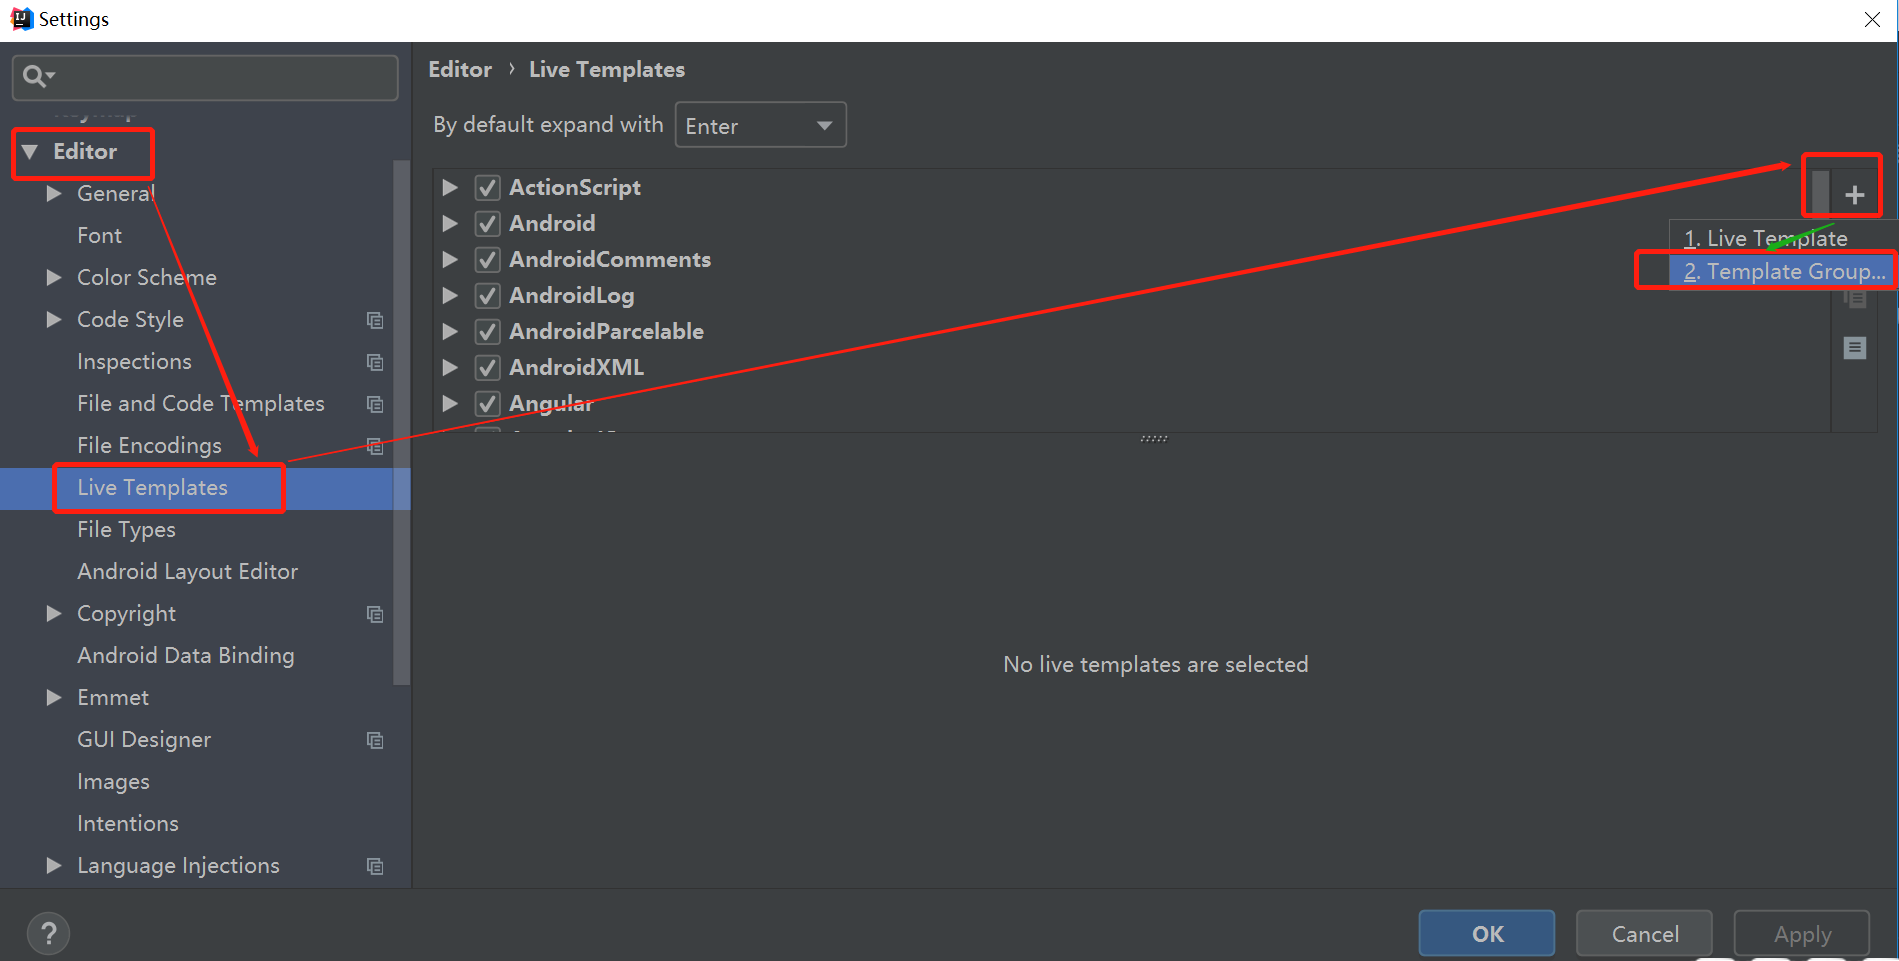 Settings
Editor › Live Templates
By default expand with Enter
Keymap
Editor
General
Font
Color Scheme
Code Style
Inspections
File and Code Templates
File Encodings
Live Templates
File Types
Android Layout Editor
Copyright
Android Data Binding
Emmet
GUI Designer
Images
Intentions
Language Injections
ActionScript
Android
AndroidComments
AndroidLog
AndroidParcelable
AndroidXML
Angular
1. Live Template
2. Template Group...
No live templates are selected
?
OK
Cancel
Apply